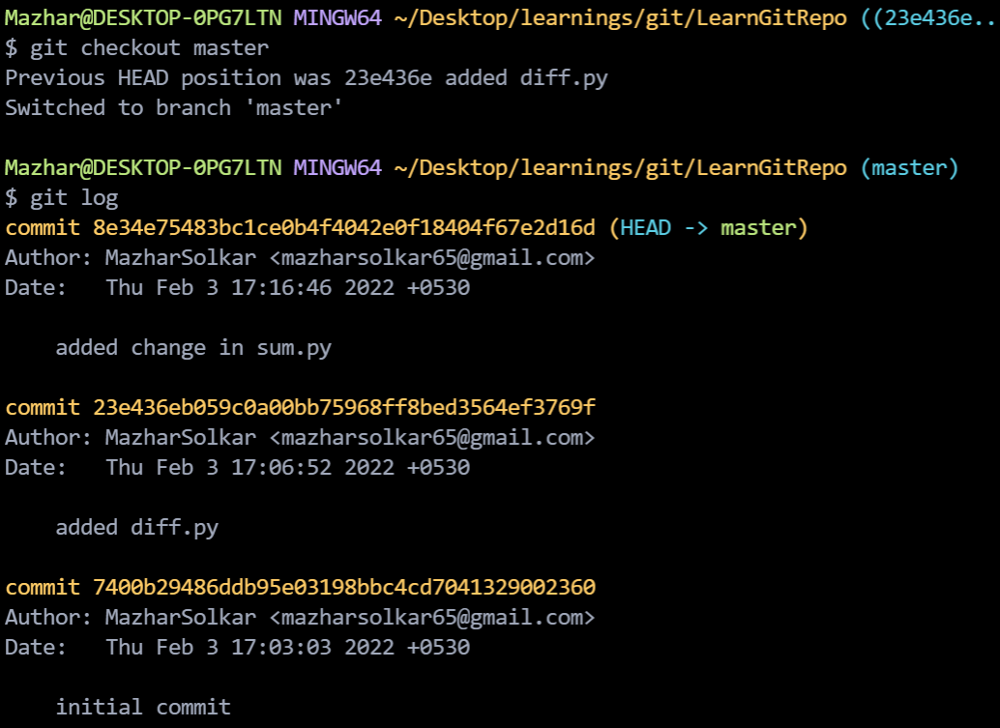 Mazhar@DESKTOP-0PG7LTN MINGW64 ~/Desktop/learnings/git/LearnGitRepo ((23e436e...
$ git checkout master
Previous HEAD position was 23e436e added diff.py
Switched to branch 'master'
Mazhar@DESKTOP-0PG7LTN MINGW64 ~/Desktop/learnings/git/LearnGitRepo (master)
$ git log
commit 8e34e75483bc1ce0b4f4042e0f18404f67e2d16d (HEAD -> master)
Author: MazharSolkar <mazharsolkar65@gmail.com>
Date:   Thu Feb 3 17:16:46 2022 +0530
    added change in sum.py
commit 23e436eb059c0a00bb75968ff8bed3564ef3769f
Author: MazharSolkar <mazharsolkar65@gmail.com>
Date:   Thu Feb 3 17:06:52 2022 +0530
    added diff.py
commit 7400b29486ddb95e03198bbc4cd7041329002360
Author: MazharSolkar <mazharsolkar65@gmail.com>
Date:   Thu Feb 3 17:03:03 2022 +0530
    initial commit